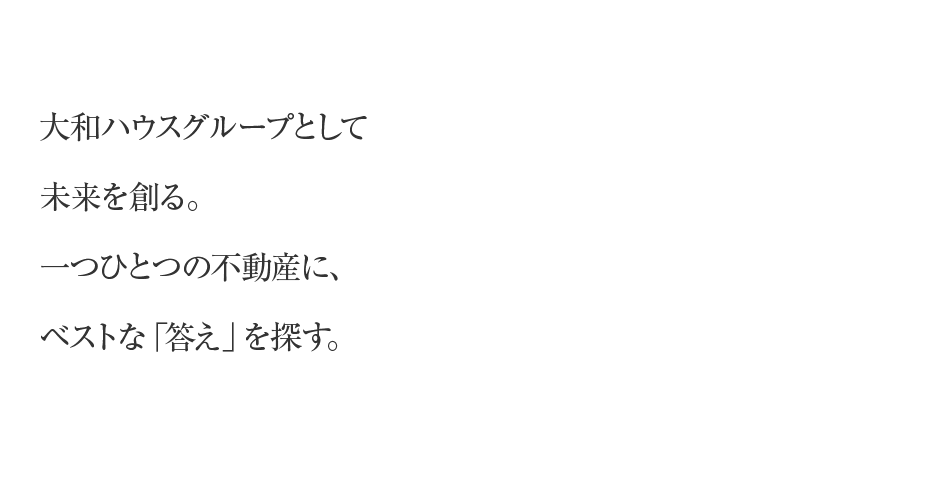 大和ハウスグループとして
未来を創る。
一つひとつの不動産に、
ベストな「答え」を探す。